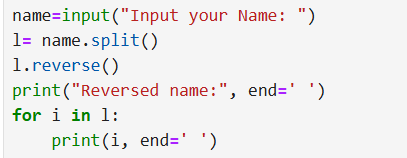 name=input("Input your Name: ")
l= name.split()
l.reverse()
print("Reversed name:", end=' ')
for i in l:
    print(i, end=' ')